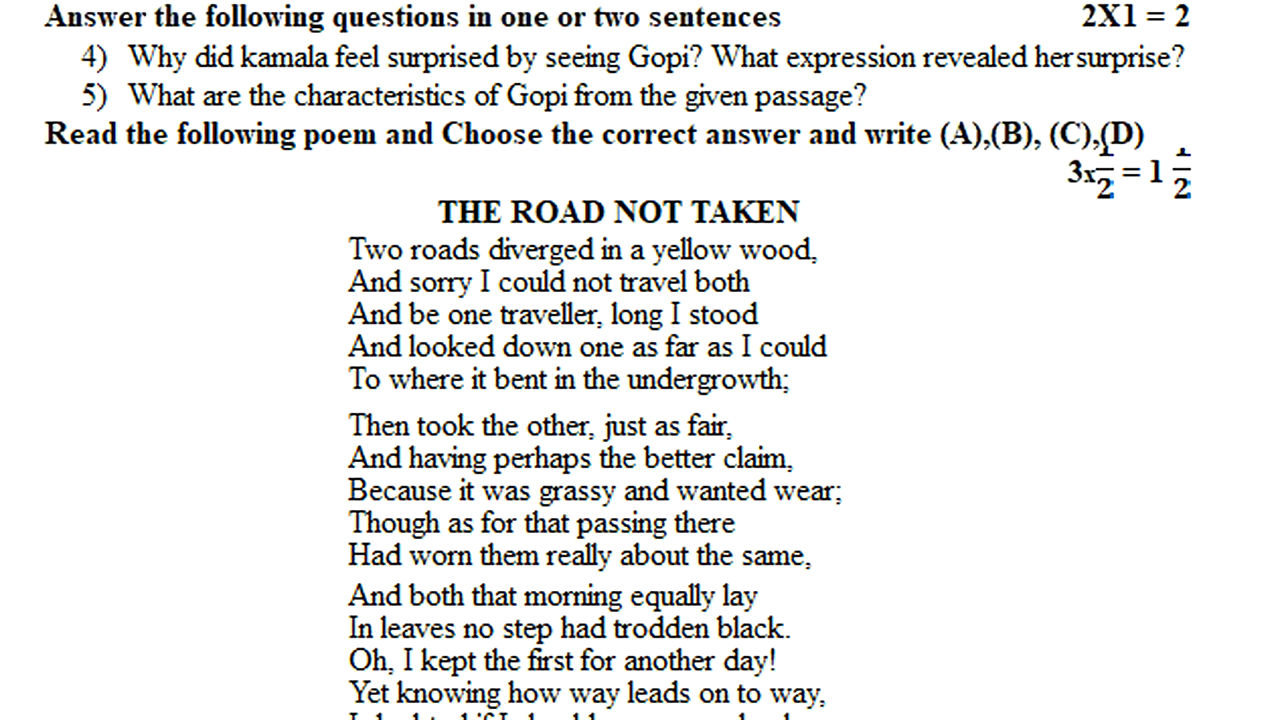 Answer the following questions in one or two sentences 2X1 = 2
4) Why did kamala feel surprised by seeing Gopi? What expression revealed her surprise?
5) What are the characteristics of Gopi from the given passage?
Read the following poem and Choose the correct answer and write (A),(B), (C),(D)
3x1/2 = 1 1/2
THE ROAD NOT TAKEN
Two roads diverged in a yellow wood,
And sorry I could not travel both
And be one traveller, long I stood
And looked down one as far as I could
To where it bent in the undergrowth;
Then took the other, just as fair,
And having perhaps the better claim,
Because it was grassy and wanted wear;
Though as for that passing there
Had worn them really about the same,
And both that morning equally lay
In leaves no step had trodden black.
Oh, I kept the first for another day!
Yet knowing how way leads on to way,